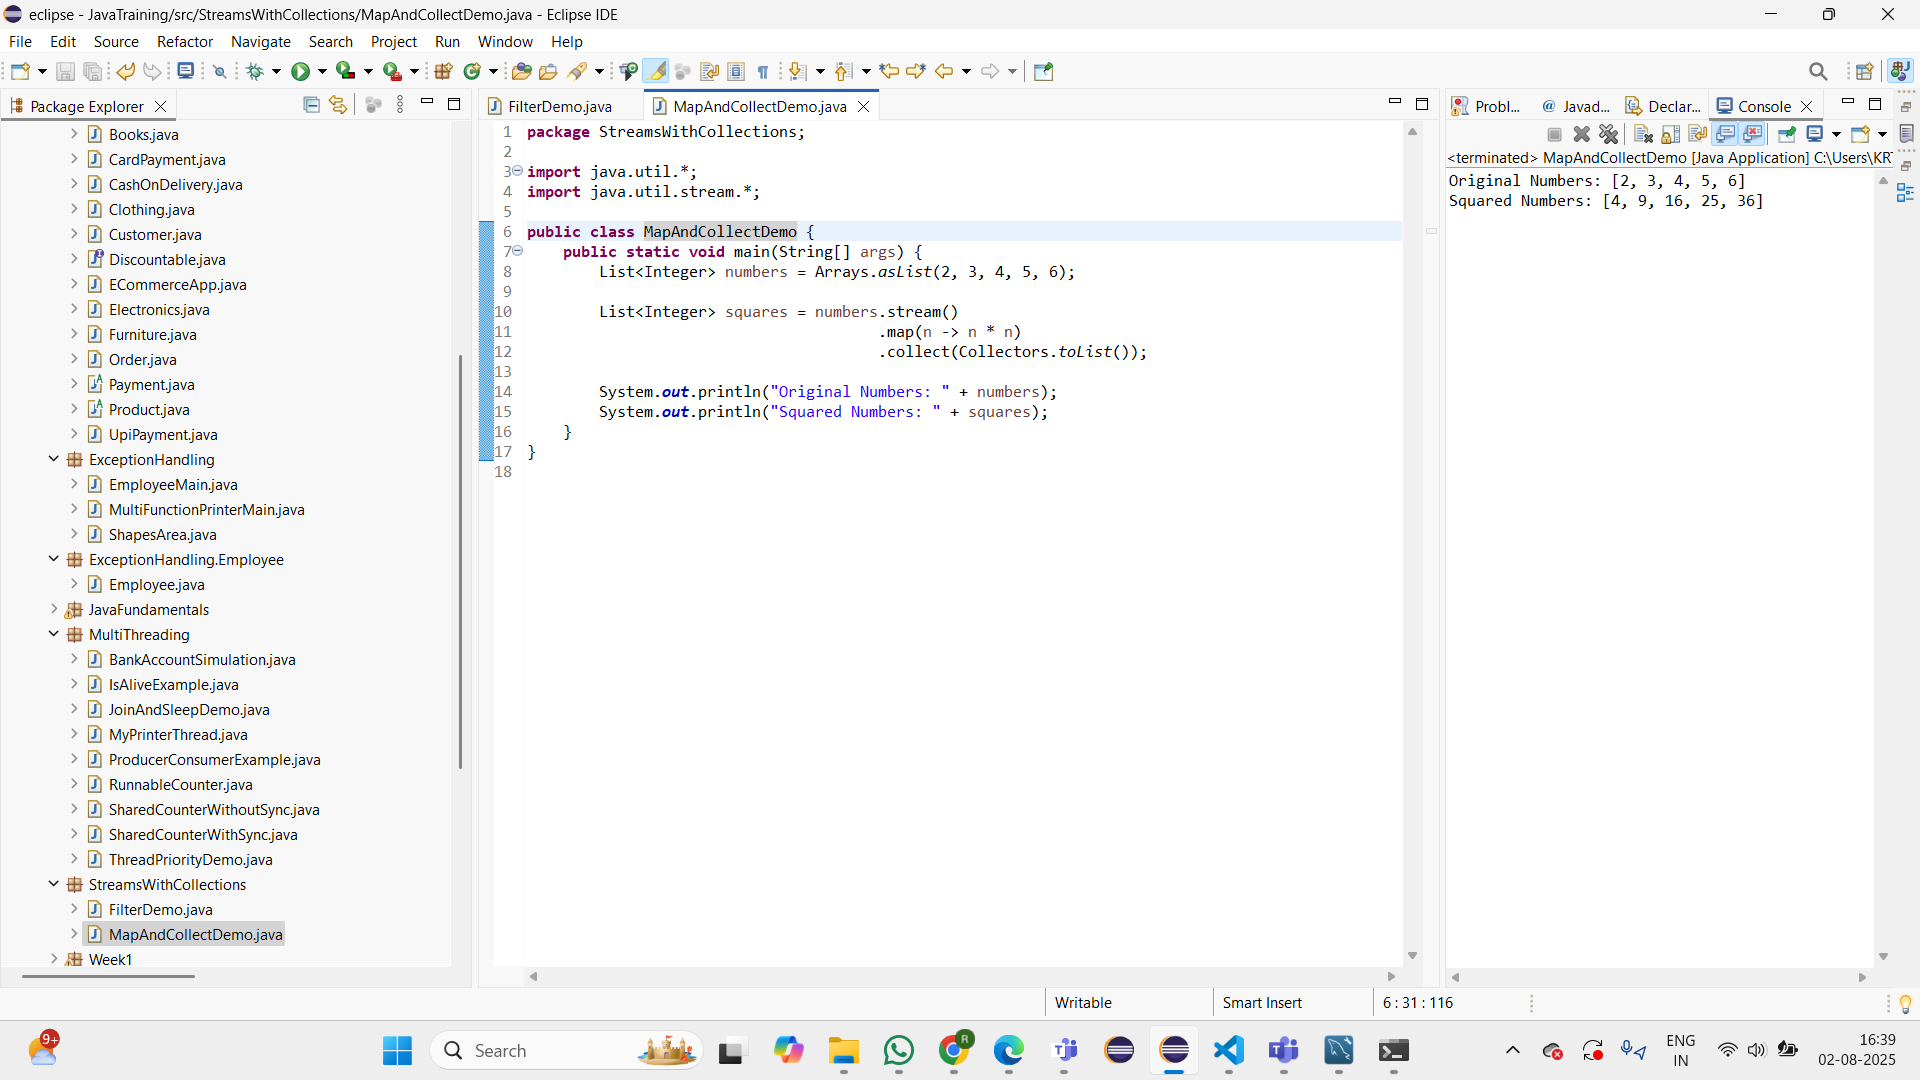 eclipse - JavaTraining/src/StreamsWithCollections/MapAndCollectDemo.java - Eclipse IDE
File Edit Source Refactor Navigate Search Project Run Window Help
Package Explorer
Books.java
CardPayment.java
CashOnDelivery.java
Clothing.java
Customer.java
Discountable.java
ECommerceApp.java
Electronics.java
Furniture.java
Order.java
Payment.java
Product.java
UpiPayment.java
ExceptionHandling
EmployeeMain.java
MultiFunctionPrinterMain.java
ShapesArea.java
ExceptionHandling.Employee
Employee.java
JavaFundamentals
MultiThreading
BankAccountSimulation.java
IsAliveExample.java
JoinAndSleepDemo.java
MyPrinterThread.java
ProducerConsumerExample.java
RunnableCounter.java
SharedCounterWithoutSync.java
SharedCounterWithSync.java
ThreadPriorityDemo.java
StreamsWithCollections
FilterDemo.java
MapAndCollectDemo.java
Week1
FilterDemo.java MapAndCollectDemo.java
1 package StreamsWithCollections;
2
3 import java.util.*;
4 import java.util.stream.*;
5
6 public class MapAndCollectDemo {
7 public static void main(String[] args) {
8 List<Integer> numbers = Arrays.asList(2, 3, 4, 5, 6);
9
10 List<Integer> squares = numbers.stream()
11 .map(n -> n * n)
12 .collect(Collectors.toList());
13
14 System.out.println("Original Numbers: " + numbers);
15 System.out.println("Squared Numbers: " + squares);
16 }
17 }
18
Probl... @ Javad... Declar... Console
<terminated> MapAndCollectDemo [Java Application] C:\Users\KR
Original Numbers: [2, 3, 4, 5, 6]
Squared Numbers: [4, 9, 16, 25, 36]
Writable Smart Insert 6 : 31 : 116
9+
Search
R
ENG
IN
16:39
02-08-2025